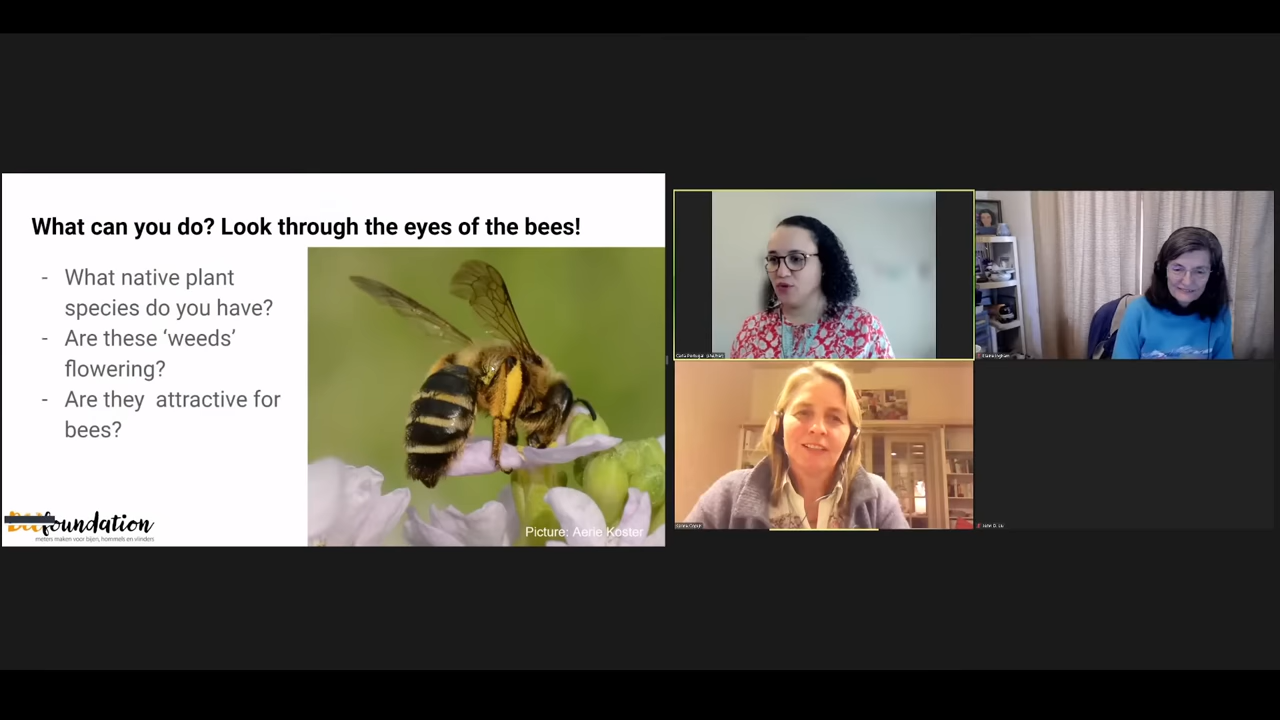 What can you do? Look through the eyes of the bees!
- What native plant
species do you have?
- Are these ‘weeds’
flowering?
- Are they attractive for
bees?
foundation
meters maken voor bijen, hommels en vlinders
Picture: Aerie Koster